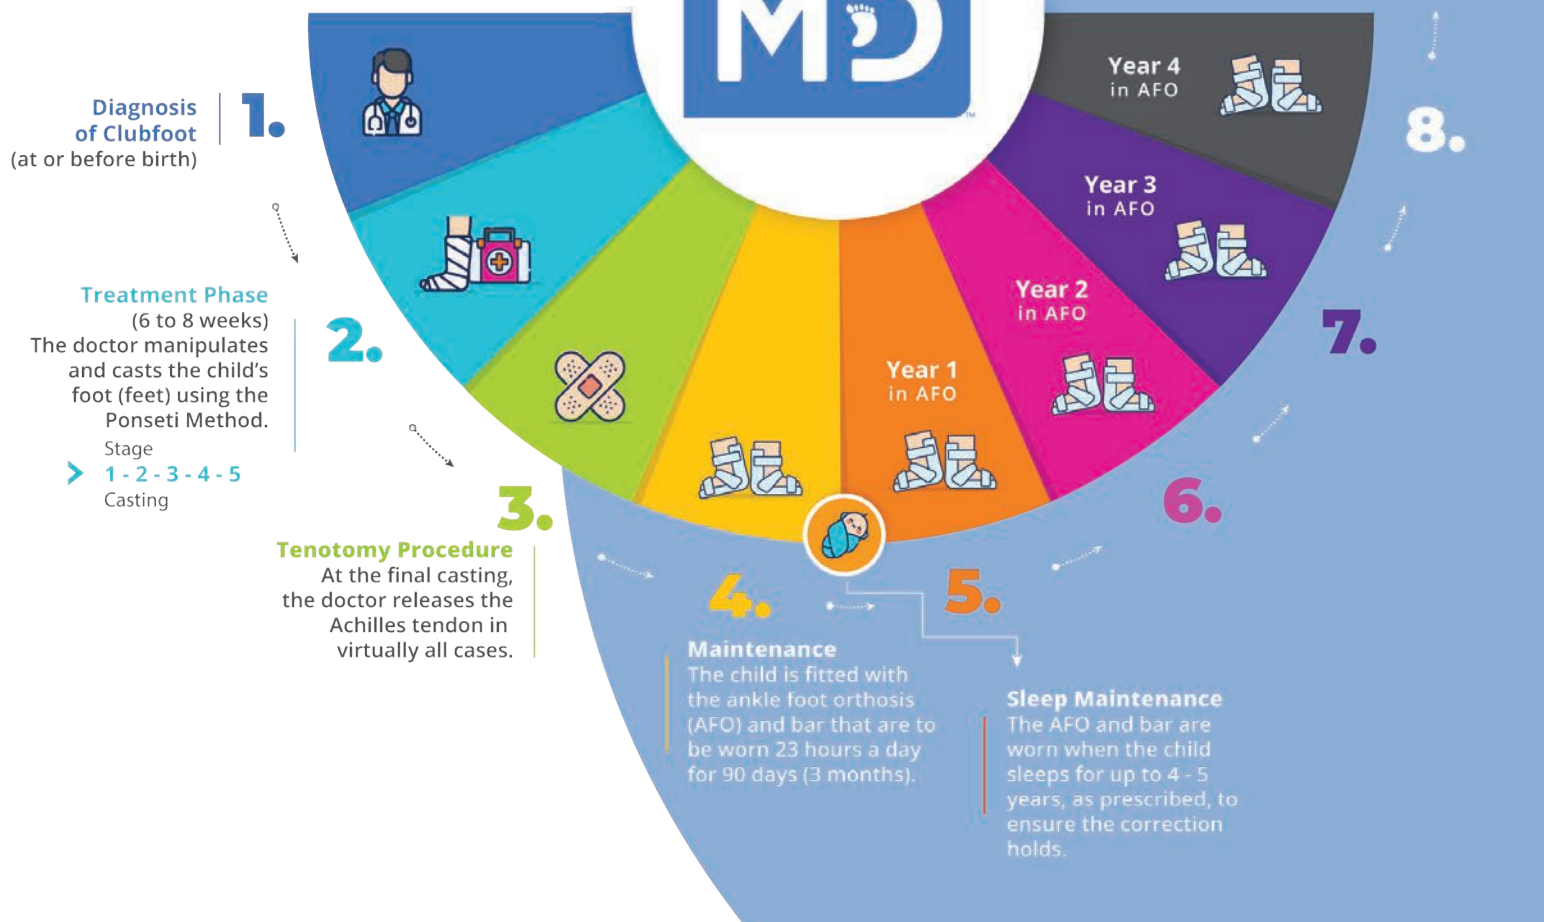 MD
™
1.
Diagnosis
of Clubfoot
(at or before birth)
2.
Treatment Phase
(6 to 8 weeks)
The doctor manipulates
and casts the child’s
foot (feet) using the
Ponseti Method.
Stage
1 - 2 - 3 - 4 - 5
Casting
3.
Tenotomy Procedure
At the final casting,
the doctor releases the
Achilles tendon in
virtually all cases.
4.
Maintenance
The child is fitted with
the ankle foot orthosis
(AFO) and bar that are to
be worn 23 hours a day
for 90 days (3 months).
5.
Year 1
in AFO
Sleep Maintenance
The AFO and bar are
worn when the child
sleeps for up to 4 - 5
years, as prescribed, to
ensure the correction
holds.
6.
Year 2
in AFO
7.
Year 3
in AFO
8.
Year 4
in AFO